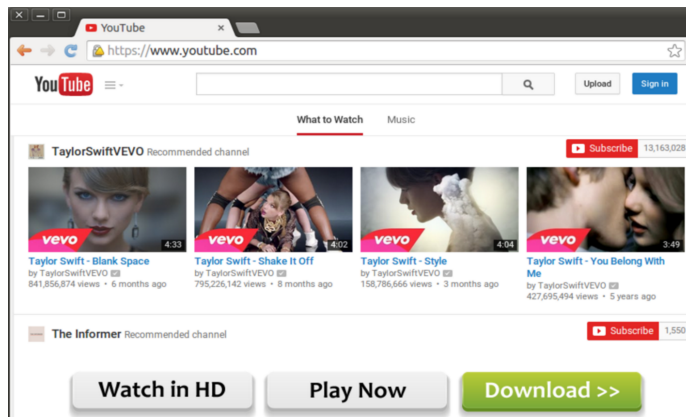 YouTube
https://www.youtube.com
YouTube
Upload
Sign in
What to Watch
Music
TaylorSwiftVEVO Recommended channel
Subscribe 13,163,028
vevo 4:33
vevo 4:02
vevo 4:04
vevo 3:49
Taylor Swift - Blank Space
by TaylorSwiftVEVO
841,856,874 views • 6 months ago
Taylor Swift - Shake It Off
by TaylorSwiftVEVO
795,226,142 views • 8 months ago
Taylor Swift - Style
by TaylorSwiftVEVO
158,786,666 views • 3 months ago
Taylor Swift - You Belong With
Me
by TaylorSwiftVEVO
427,695,494 views • 5 years ago
The Informer Recommended channel
Subscribe 1,550
Watch in HD
Play Now
Download >>